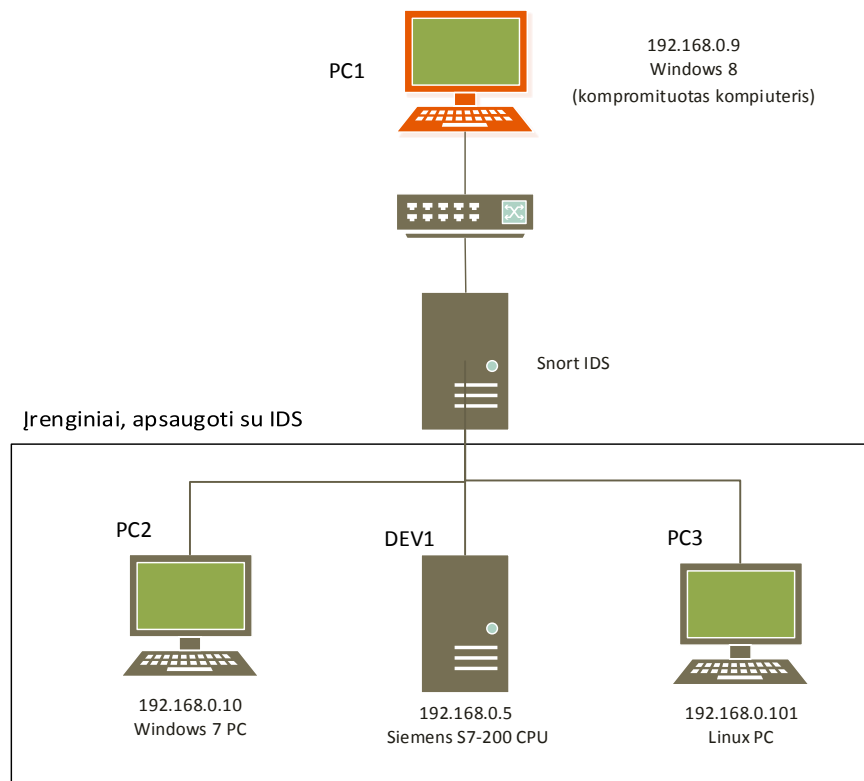 PC1
192.168.0.9
Windows 8
(kompromituotas kompiuteris)
Snort IDS
Įrenginiai, apsaugoti su IDS
PC2
DEV1
PC3
192.168.0.10
Windows 7 PC
192.168.0.5
Siemens S7-200 CPU
192.168.0.101
Linux PC